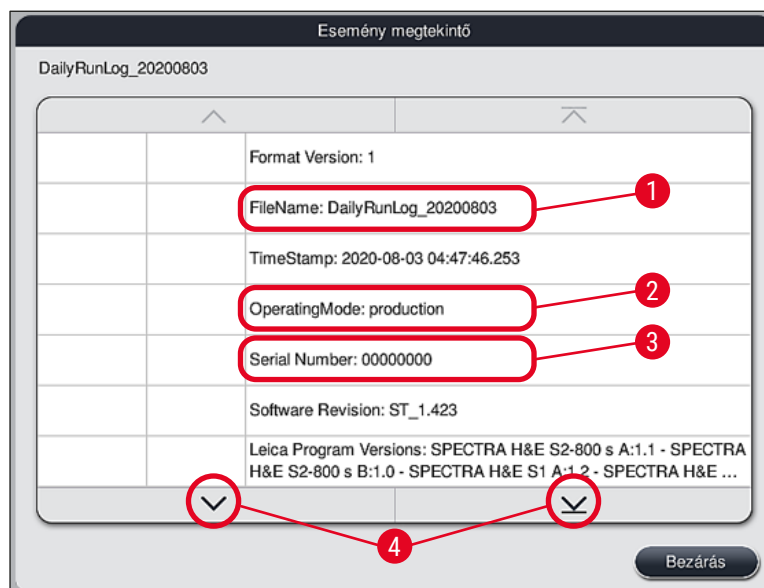 Esemény megtekintő
DailyRunLog_20200803
Format Version: 1
FileName: DailyRunLog_20200803
1
TimeStamp: 2020-08-03 04:47:46.253
OperatingMode: production
2
Serial Number: 00000000
3
Software Revision: ST_1.423
Leica Program Versions: SPECTRA H&E S2-800 s A:1.1 - SPECTRA
H&E S2-800 s B:1.0 - SPECTRA H&E S1 A:1.2 - SPECTRA H&E ...
4
Bezárás